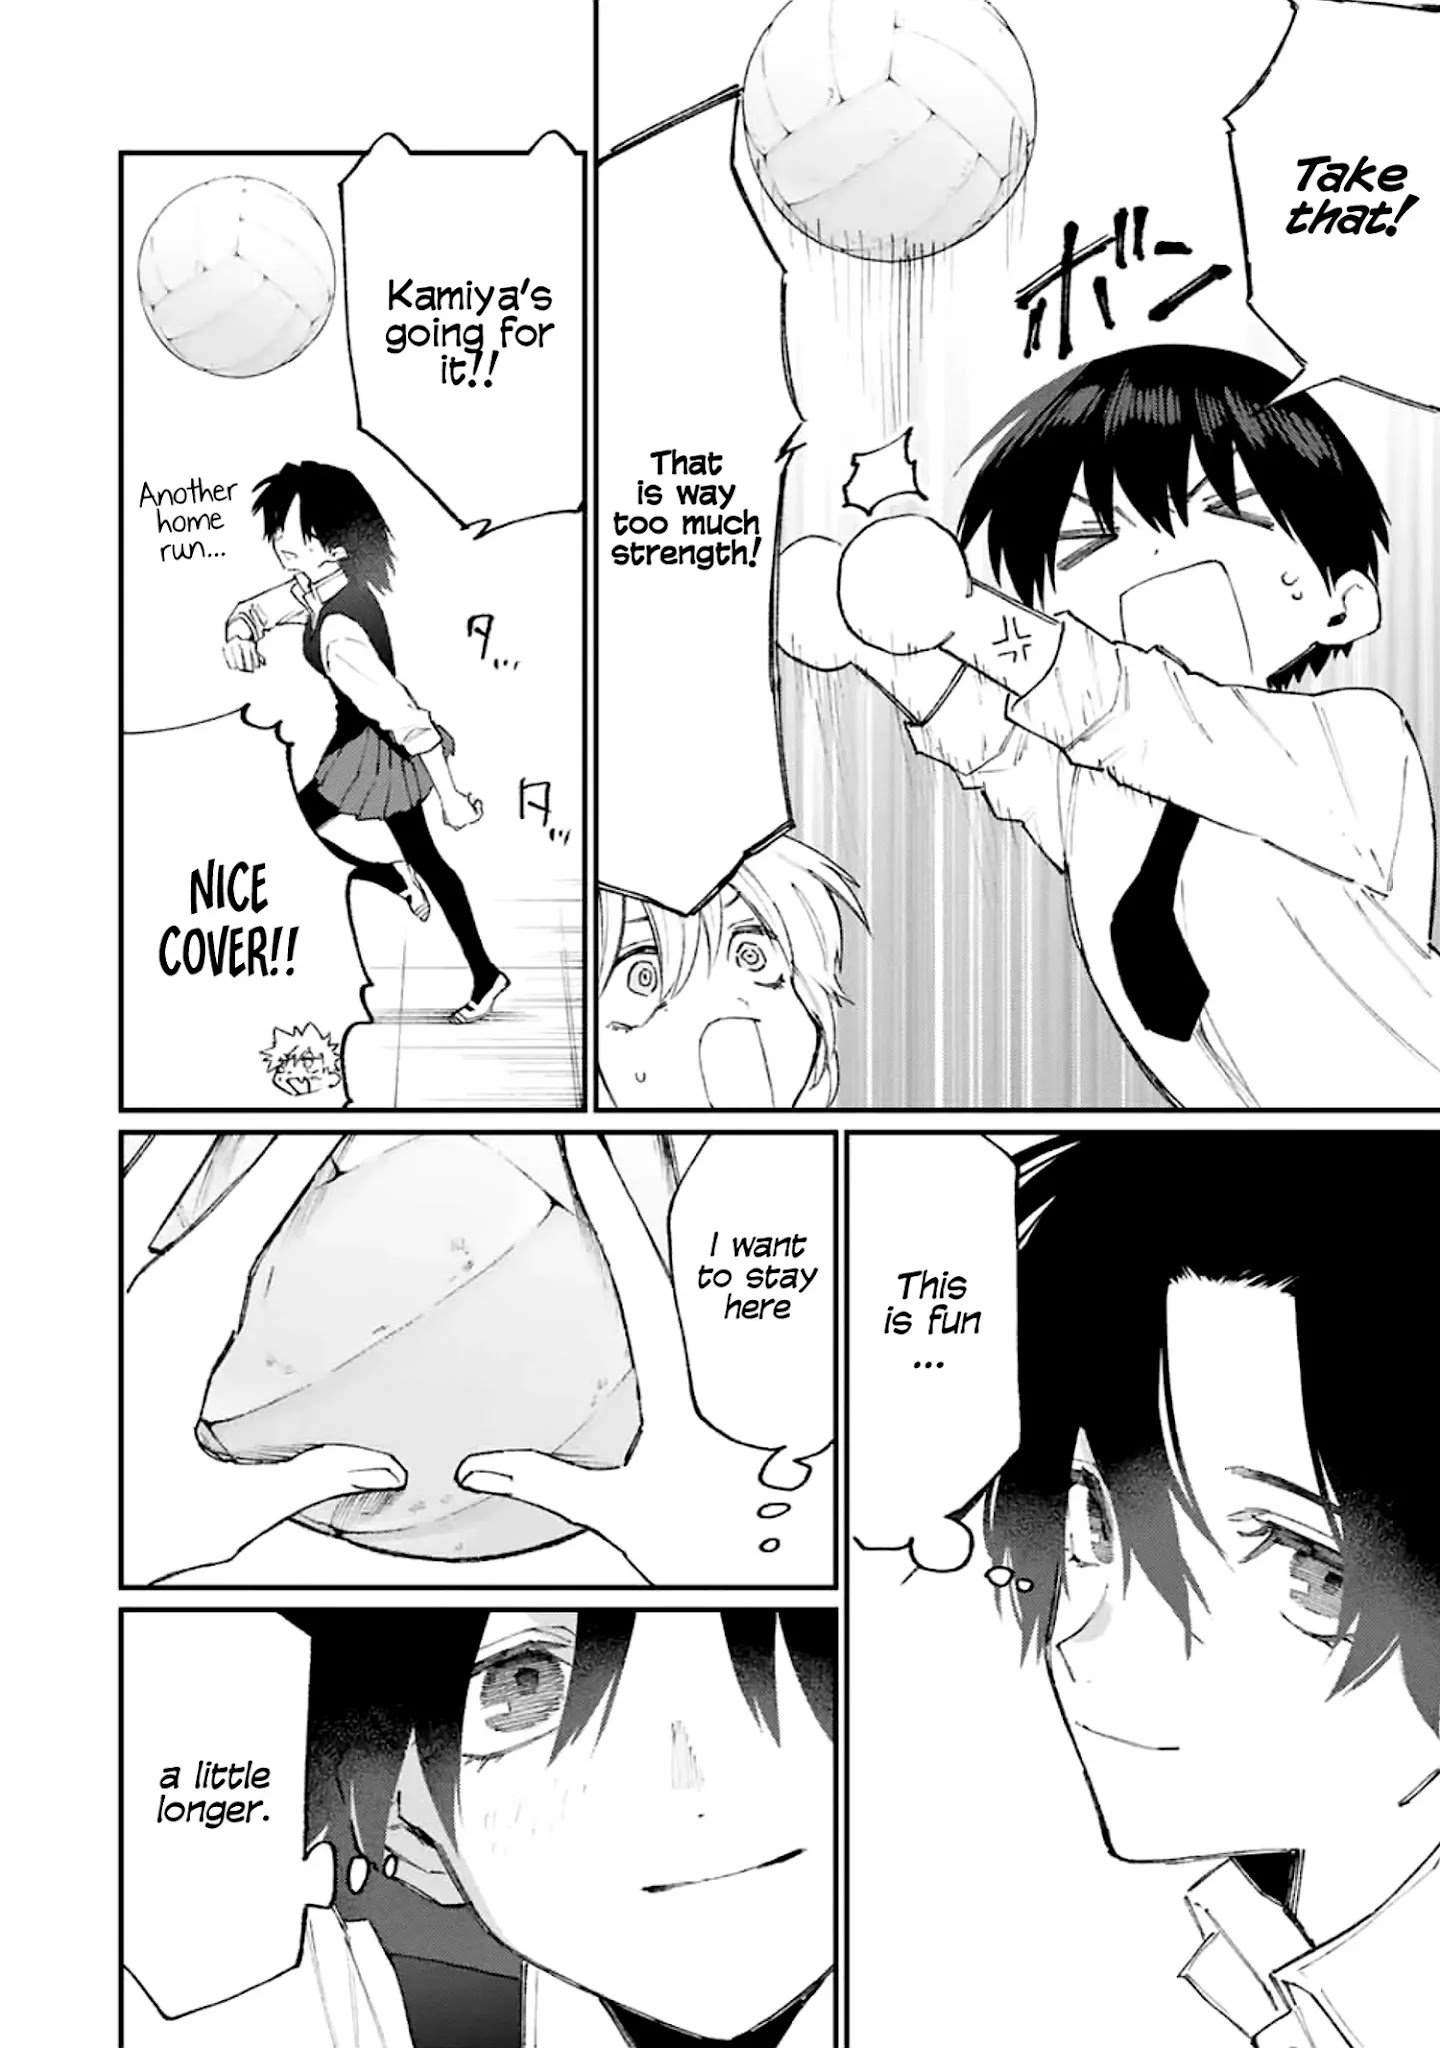 Take
that!
ボーン
That
is way
too much
strength!
Kamiya's
going for
it!!
Another
home
run...
タ...
タ...
NICE
COVER!!
This
is fun
...
I want
to stay
here
a little
longer.